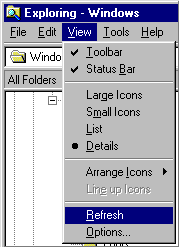 Exploring - Windows
File Edit View Tools Help
Toolbar
Windo
Status Bar
All Folders
Large Icons
Small Icons
List
Details
Arrange Icons
Line up Icons
Refresh
Options...